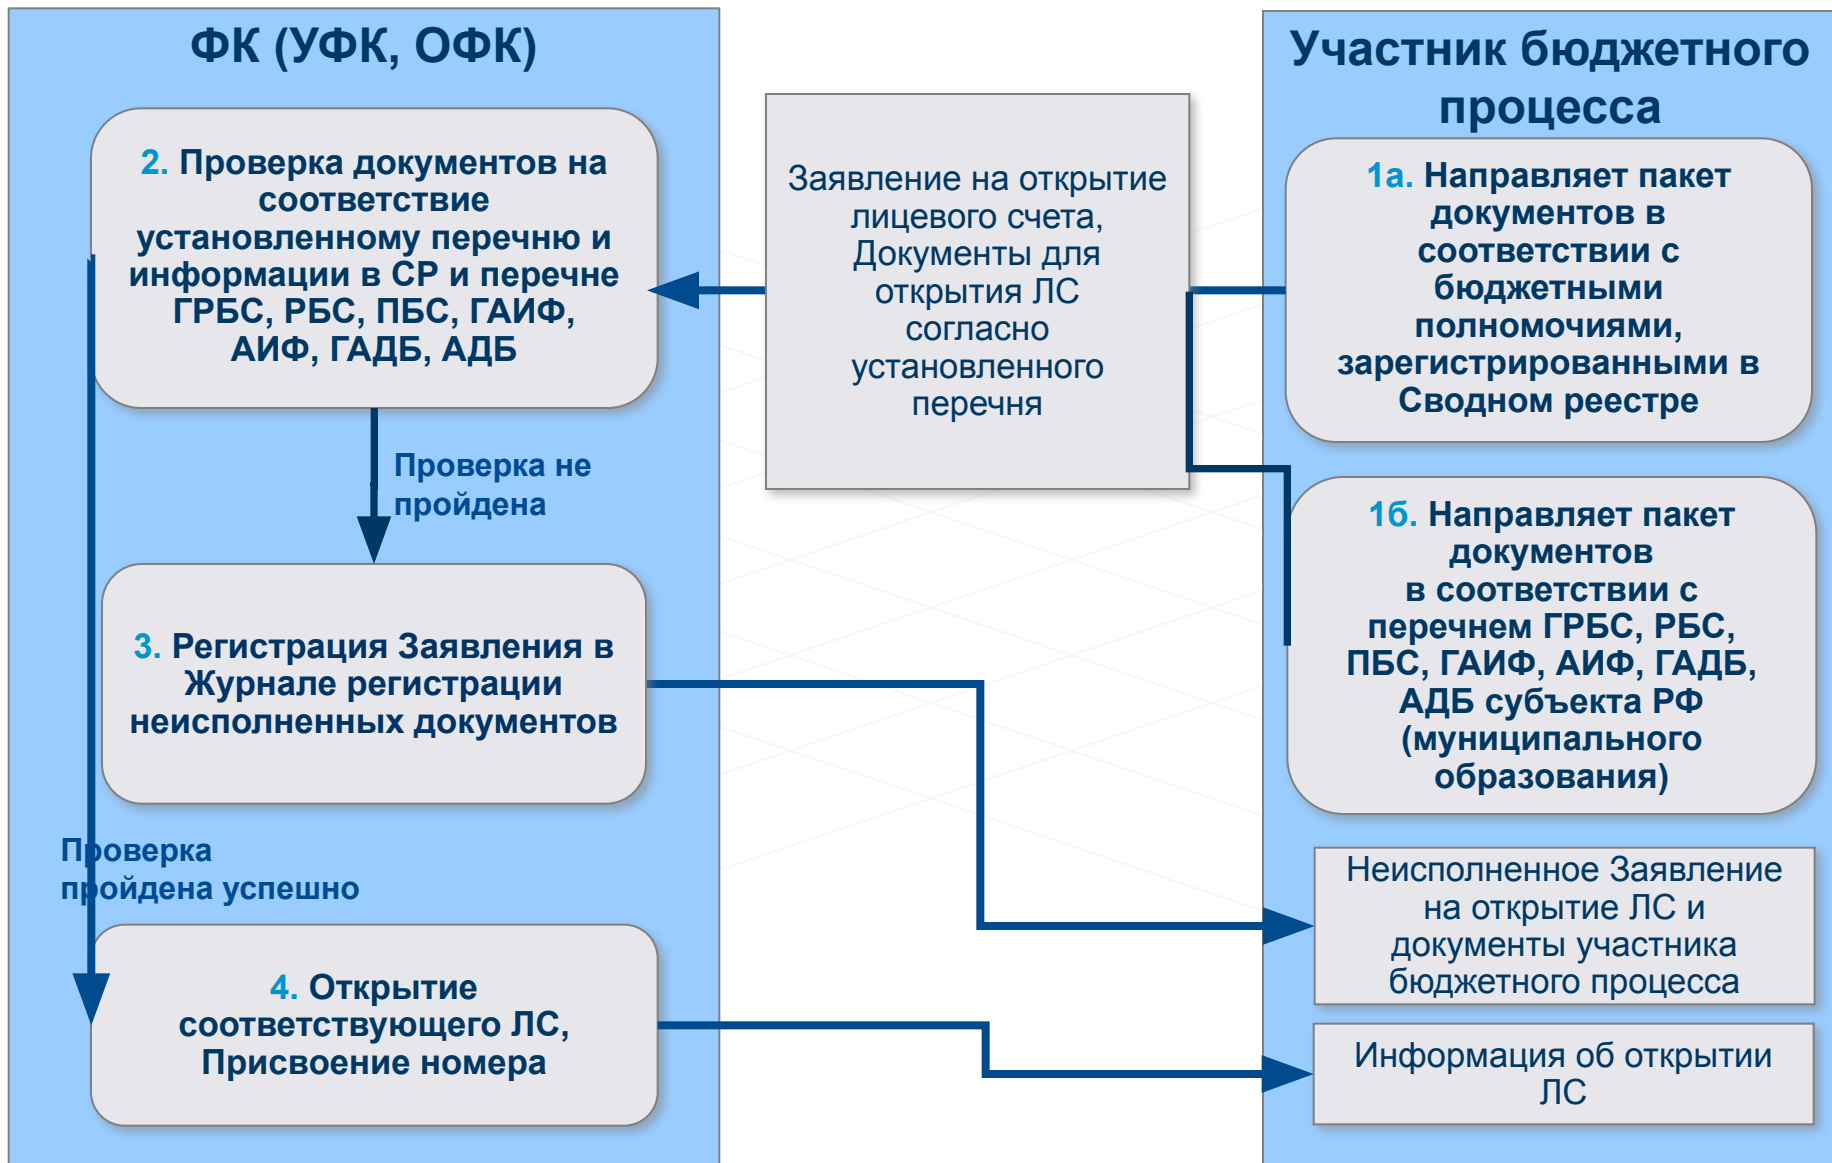 ФК (УФК, ОФК)
2. Проверка документов на
соответствие
установленному перечню и
информации в СР и перечне
ГРБС, РБС, ПБС, ГАИФ,
АИФ, ГАДБ, АДБ
Проверка не
пройдена
3. Регистрация Заявления в
Журнале регистрации
неисполненных документов
Проверка
пройдена успешно
4. Открытие
соответствующего ЛС,
Присвоение номера
Заявление на открытие
лицевого счета,
Документы для
открытия ЛС
согласно
установленного
перечня
Участник бюджетного
процесса
1а. Направляет пакет
документов в
соответствии с
бюджетными
полномочиями,
зарегистрированными в
Сводном реестре
1б. Направляет пакет
документов
в соответствии с
перечнем ГРБС, РБС,
ПБС, ГАИФ, АИФ, ГАДБ,
АДБ субъекта РФ
(муниципального
образования)
Неисполненное Заявление
на открытие ЛС и
документы участника
бюджетного процесса
Информация об открытии
ЛС